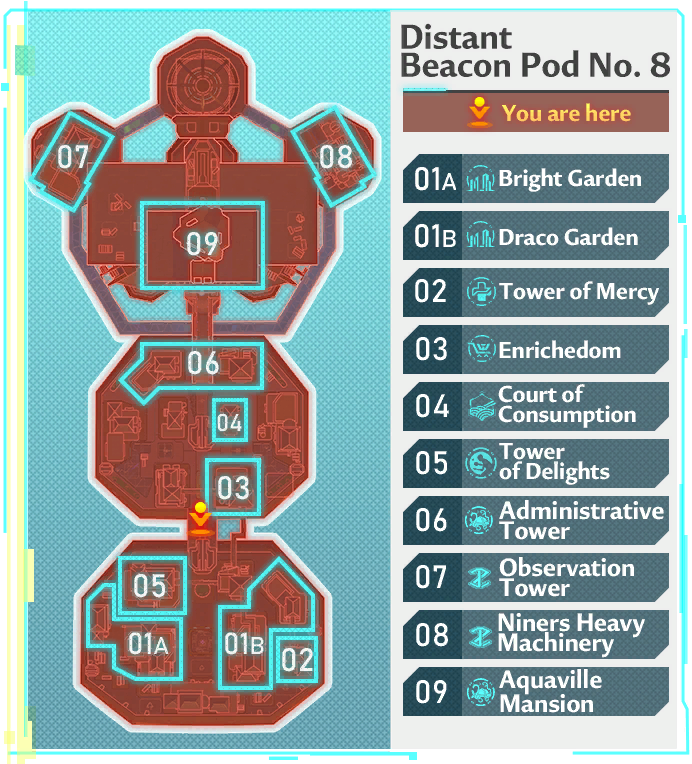 Distant
Beacon Pod No. 8
You are here
01A Bright Garden
01B Draco Garden
02 Tower of Mercy
03 Enrichedom
04 Court of
Consumption
05 Tower
of Delights
06 Administrative
Tower
07 Observation
Tower
08 Niners Heavy
Machinery
09 Aquaville
Mansion
07
08
09
06
04
03
05
01A
01B
02